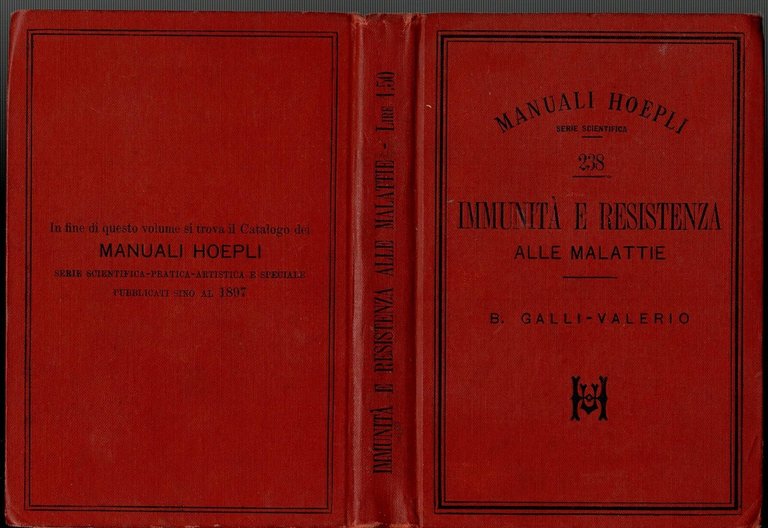 In fine di questo volume si trova il Catalogo dei
MANUALI HOEPLI
SERIE SCIENTIFICA-PRATICA-ARTISTICA E SPECIALE
PUBBLICATI SINO AL 1897
IMMUNITÀ E RESISTENZA ALLE MALATTIE - LIRE 1,50
MANUALI HOEPLI
SERIE SCIENTIFICA
238
IMMUNITÀ E RESISTENZA
ALLE MALATTIE
B. GALLI-VALERIO